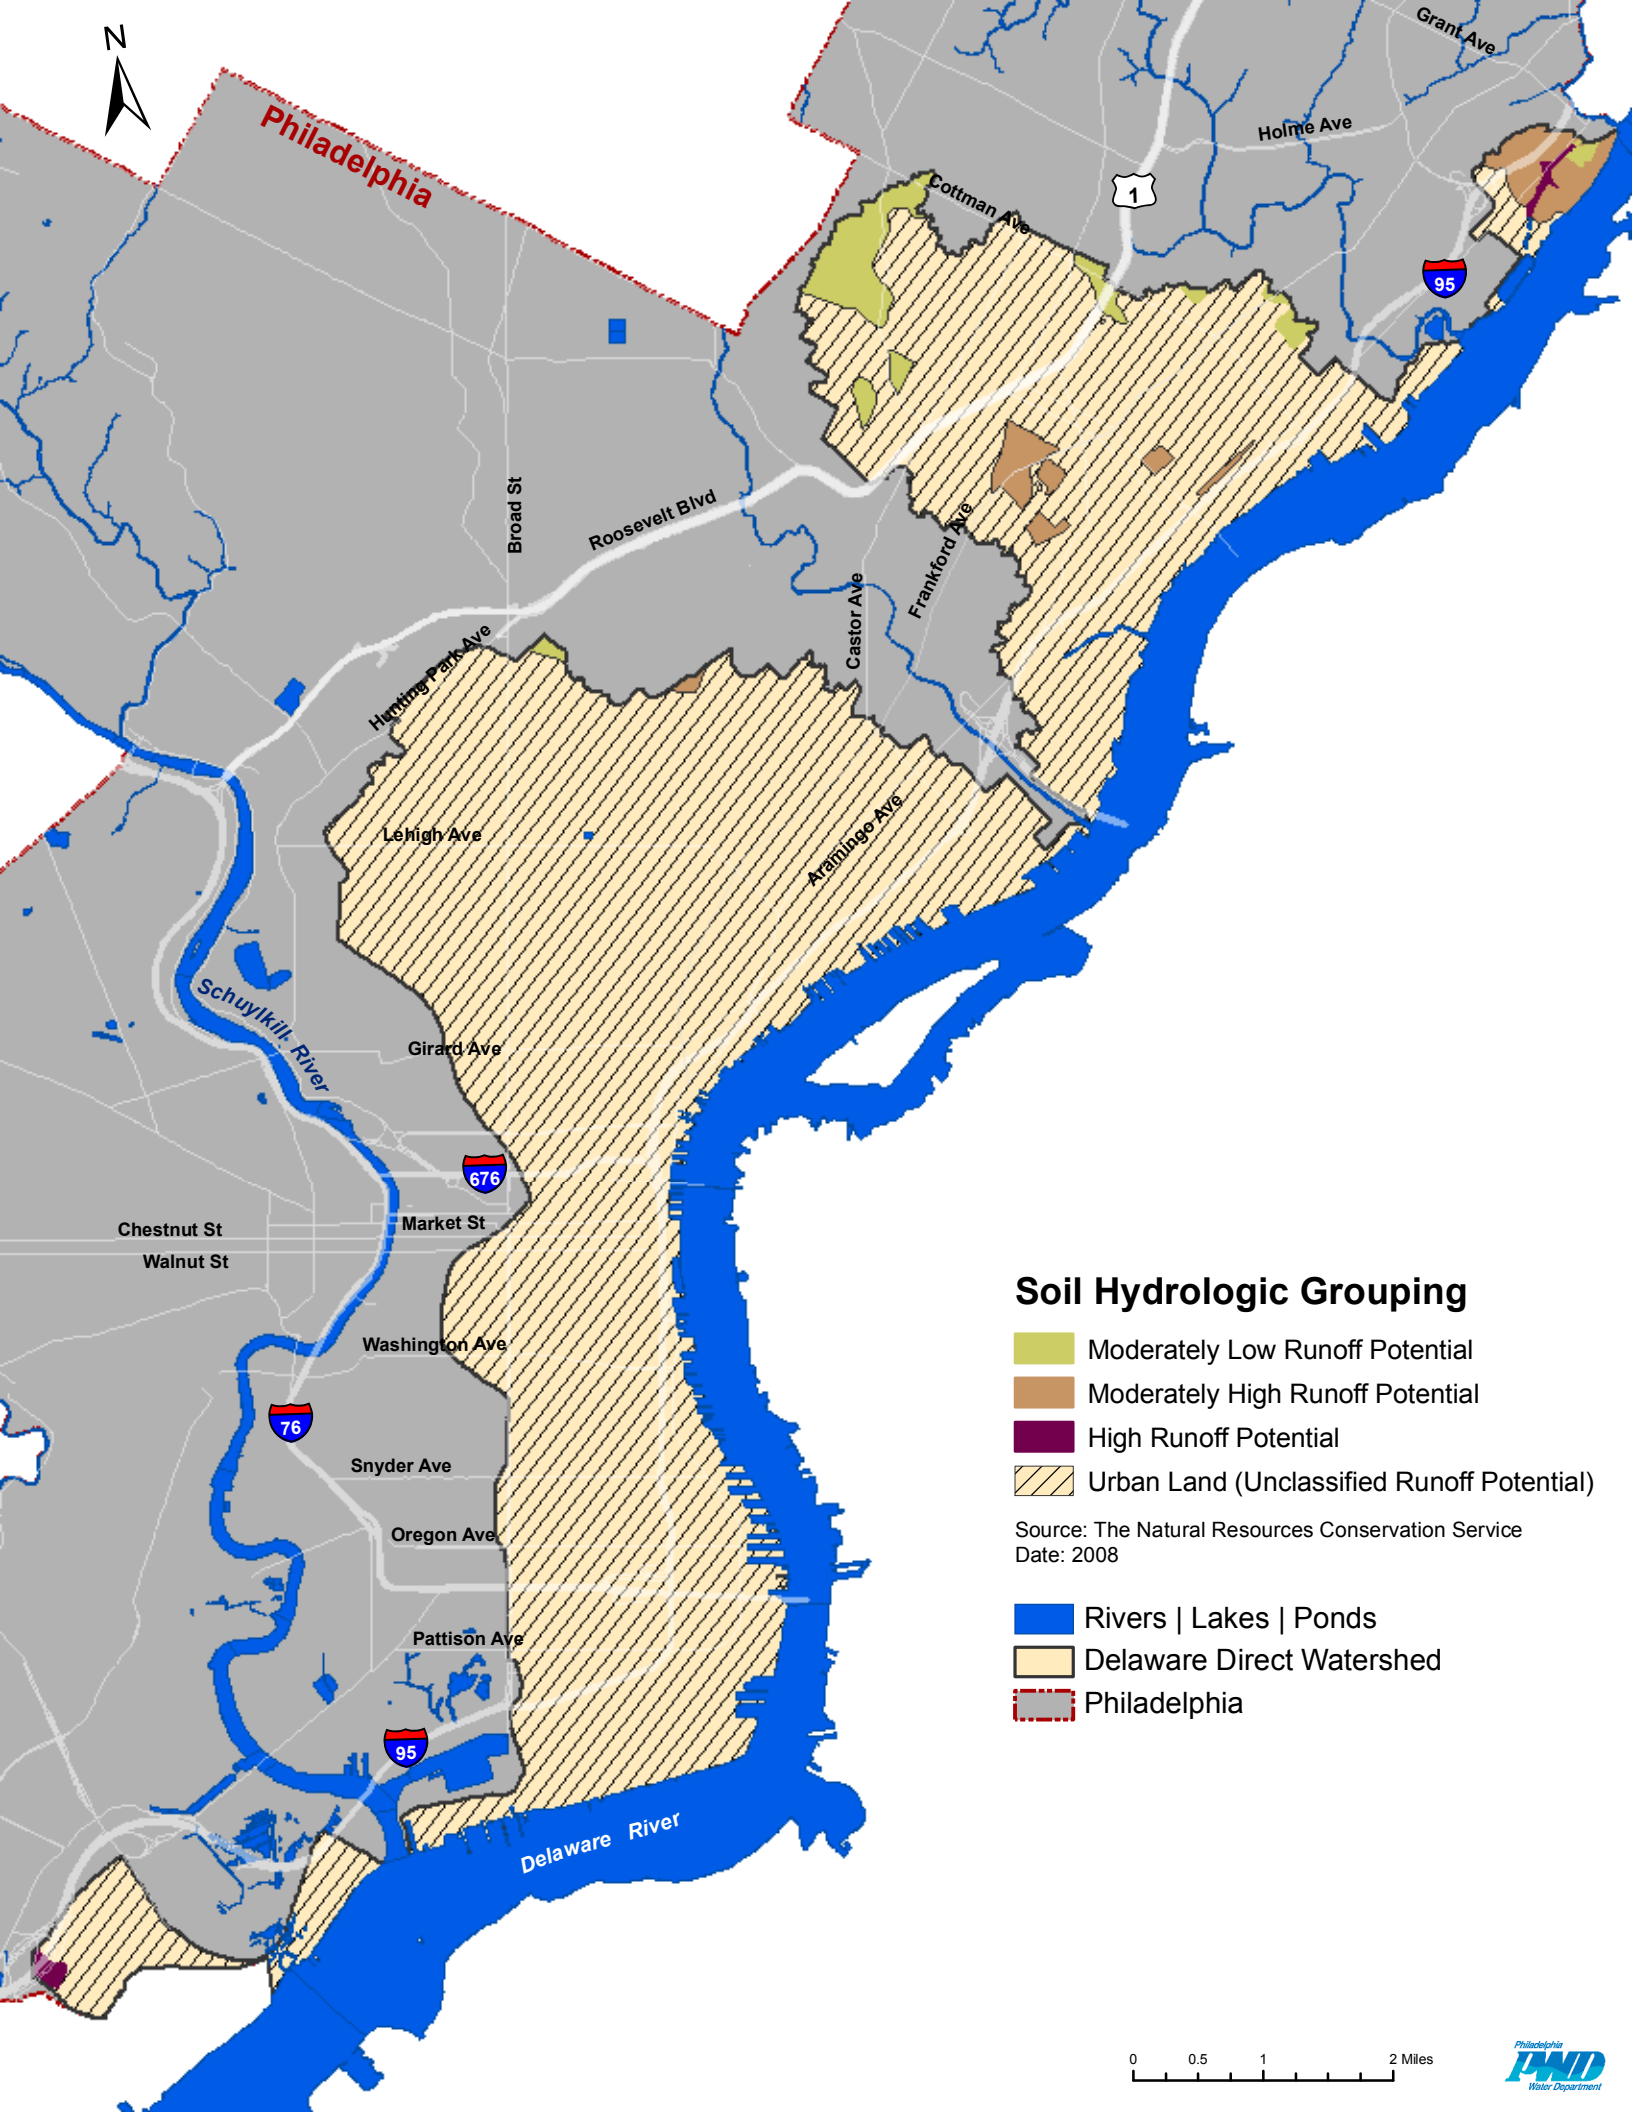 N
Grant Ave
Philadelphia
Holme Ave
Cottman Ave
1
95
Broad St
Roosevelt Blvd
Frankford Ave
Castor Ave
Hunting Park Ave
Lehigh Ave
Aramingo Ave
Schuylkill River
Girard Ave
676
Chestnut St
Market St
Walnut St
Washington Ave
76
Snyder Ave
Oregon Ave
Pattison Ave
95
Delaware River
Soil Hydrologic Grouping
Moderately Low Runoff Potential
Moderately High Runoff Potential
High Runoff Potential
Urban Land (Unclassified Runoff Potential)
Source: The Natural Resources Conservation Service
Date: 2008
Rivers | Lakes | Ponds
Delaware Direct Watershed
Philadelphia
0 0.5 1 2 Miles
Philadelphia
PWD
Water Department